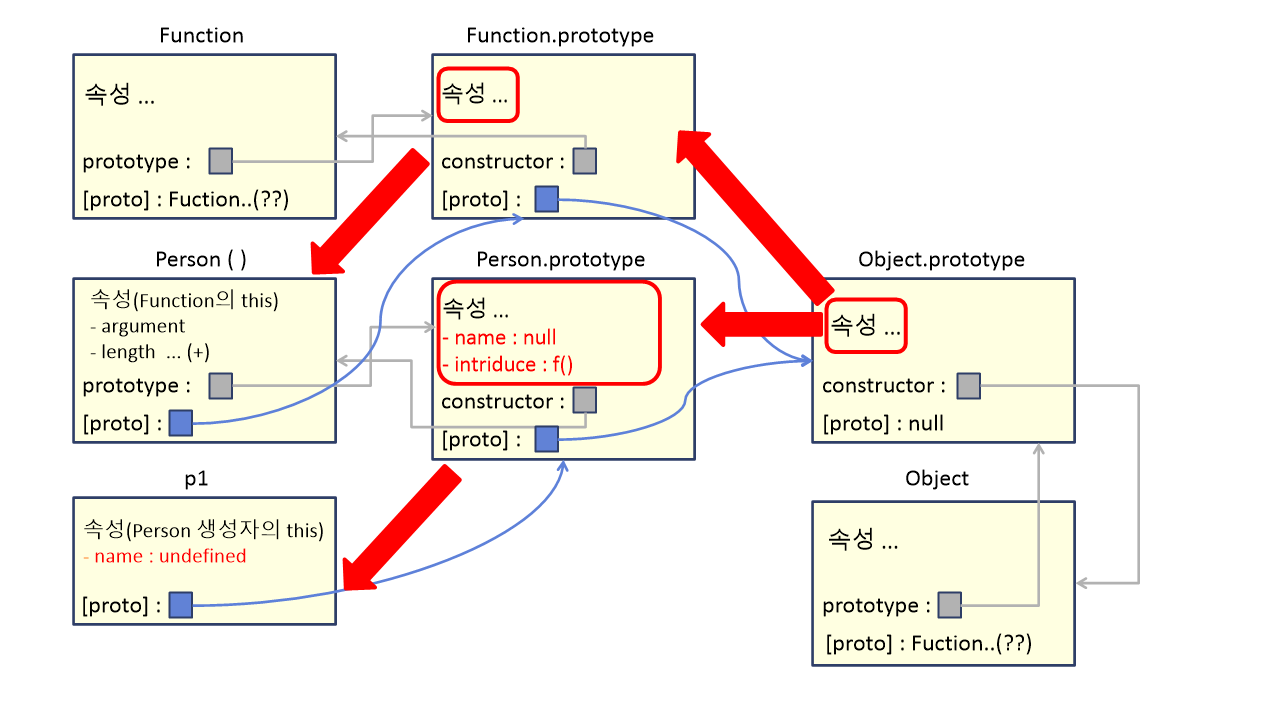 Function
속성 ...
prototype :
[proto] : Fuction..(??)
Function.prototype
속성 ...
constructor :
[proto] :
Person ( )
속성(Function의 this)
- argument
- length ... (+)
prototype :
[proto] :
Person.prototype
속성 ...
- name : null
- intriduce : f()
constructor :
[proto] :
Object.prototype
속성 ...
constructor :
[proto] : null
p1
속성(Person 생성자의 this)
- name : undefined
[proto] :
Object
속성 ...
prototype :
[proto] : Fuction..(??)